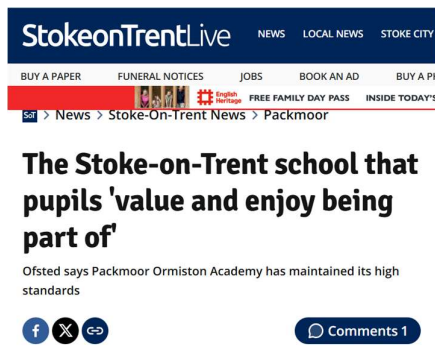 StokeonTrentLive NEWS LOCAL NEWS STOKE CITY
BUY A PAPER FUNERAL NOTICES JOBS BOOK AN AD
English Heritage FREE FAMILY DAY PASS INSIDE TODAY'S
SoT > News > Stoke-On-Trent News > Packmoor
The Stoke-on-Trent school that
pupils 'value and enjoy being
part of'
Ofsted says Packmoor Ormiston Academy has maintained its high
standards
Comments 1